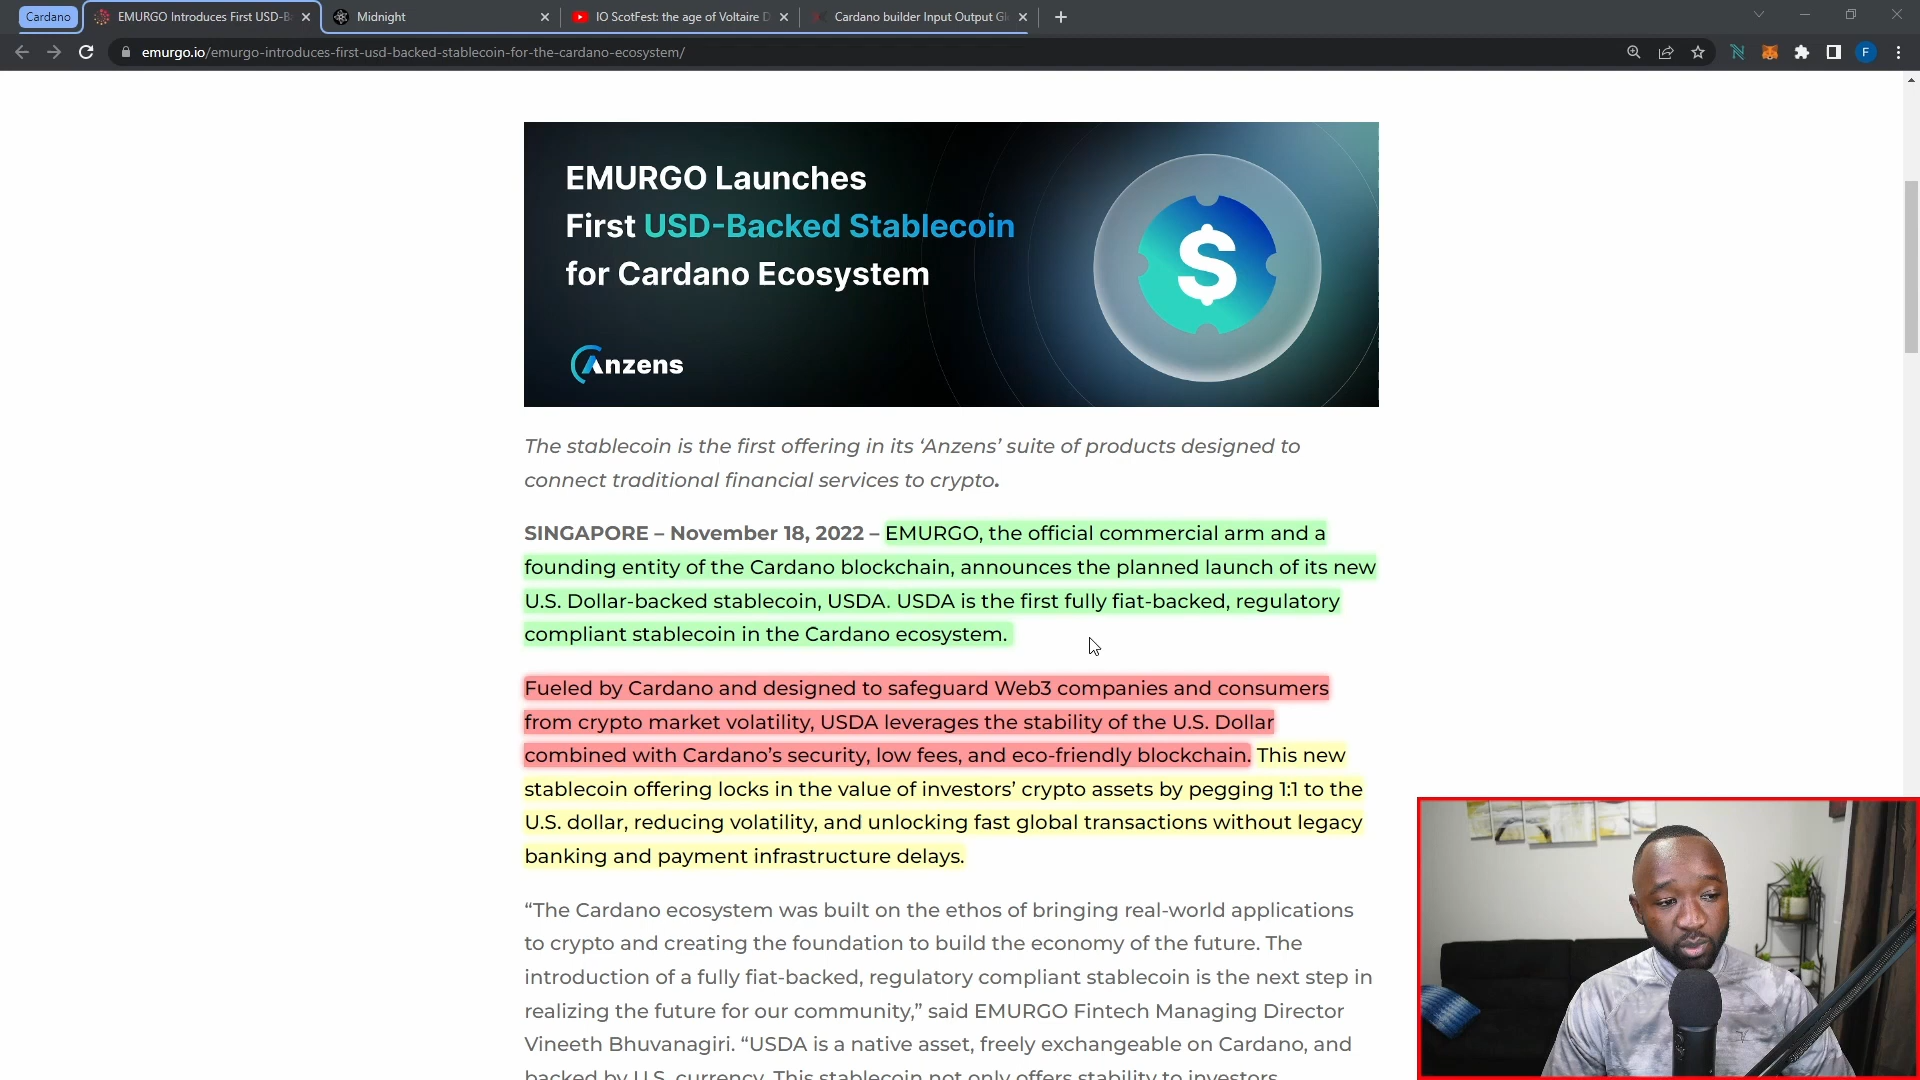 Cardano
EMURGO Introduces First USD-B
Midnight
IO ScotFest: the age of Voltaire D
Cardano builder Input Output Gl
emurgo.io/emurgo-introduces-first-usd-backed-stablecoin-for-the-cardano-ecosystem/
F
EMURGO Launches
First USD-Backed Stablecoin
for Cardano Ecosystem
$
Anzens
The stablecoin is the first offering in its ‘Anzens’ suite of products designed to
connect traditional financial services to crypto.
SINGAPORE – November 18, 2022 – EMURGO, the official commercial arm and a
founding entity of the Cardano blockchain, announces the planned launch of its new
U.S. Dollar-backed stablecoin, USDA. USDA is the first fully fiat-backed, regulatory
compliant stablecoin in the Cardano ecosystem.
Fueled by Cardano and designed to safeguard Web3 companies and consumers
from crypto market volatility, USDA leverages the stability of the U.S. Dollar
combined with Cardano’s security, low fees, and eco-friendly blockchain. This new
stablecoin offering locks in the value of investors’ crypto assets by pegging 1:1 to the
U.S. dollar, reducing volatility, and unlocking fast global transactions without legacy
banking and payment infrastructure delays.
“The Cardano ecosystem was built on the ethos of bringing real-world applications
to crypto and creating the foundation to build the economy of the future. The
introduction of a fully fiat-backed, regulatory compliant stablecoin is the next step in
realizing the future for our community,” said EMURGO Fintech Managing Director
Vineeth Bhuvanagiri. “USDA is a native asset, freely exchangeable on Cardano, and
backed by U.S. currency. This stablecoin not only offers stability to investors